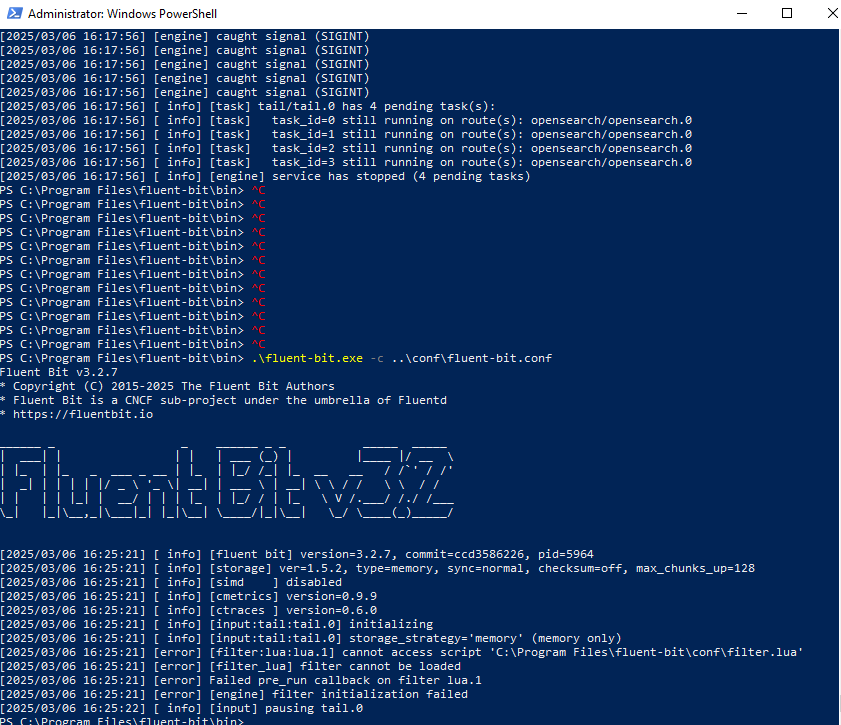 Administrator: Windows PowerShell
[2025/03/06 16:17:56] [engine] caught signal (SIGINT)
[2025/03/06 16:17:56] [engine] caught signal (SIGINT)
[2025/03/06 16:17:56] [engine] caught signal (SIGINT)
[2025/03/06 16:17:56] [engine] caught signal (SIGINT)
[2025/03/06 16:17:56] [engine] caught signal (SIGINT)
[2025/03/06 16:17:56] [ info] [task] tail/tail.0 has 4 pending task(s):
[2025/03/06 16:17:56] [ info] [task]   task_id=0 still running on route(s): opensearch/opensearch.0
[2025/03/06 16:17:56] [ info] [task]   task_id=1 still running on route(s): opensearch/opensearch.0
[2025/03/06 16:17:56] [ info] [task]   task_id=2 still running on route(s): opensearch/opensearch.0
[2025/03/06 16:17:56] [ info] [task]   task_id=3 still running on route(s): opensearch/opensearch.0
[2025/03/06 16:17:56] [ info] [engine] service has stopped (4 pending tasks)
PS C:\Program Files\fluent-bit\bin> ^C
PS C:\Program Files\fluent-bit\bin> ^C
PS C:\Program Files\fluent-bit\bin> ^C
PS C:\Program Files\fluent-bit\bin> ^C
PS C:\Program Files\fluent-bit\bin> ^C
PS C:\Program Files\fluent-bit\bin> ^C
PS C:\Program Files\fluent-bit\bin> ^C
PS C:\Program Files\fluent-bit\bin> ^C
PS C:\Program Files\fluent-bit\bin> ^C
PS C:\Program Files\fluent-bit\bin> ^C
PS C:\Program Files\fluent-bit\bin> ^C
PS C:\Program Files\fluent-bit\bin> ^C
PS C:\Program Files\fluent-bit\bin> .\fluent-bit.exe -c ..\conf\fluent-bit.conf
Fluent Bit v3.2.7
* Copyright (C) 2015-2025 The Fluent Bit Authors
* Fluent Bit is a CNCF sub-project under the umbrella of Fluentd
* https://fluentbit.io
Fluent Bit v3.2
[2025/03/06 16:25:21] [ info] [fluent bit] version=3.2.7, commit=ccd3586226, pid=5964
[2025/03/06 16:25:21] [ info] [storage] ver=1.5.2, type=memory, sync=normal, checksum=off, max_chunks_up=128
[2025/03/06 16:25:21] [ info] [simd    ] disabled
[2025/03/06 16:25:21] [ info] [cmetrics] version=0.9.9
[2025/03/06 16:25:21] [ info] [ctraces ] version=0.6.0
[2025/03/06 16:25:21] [ info] [input:tail:tail.0] initializing
[2025/03/06 16:25:21] [ info] [input:tail:tail.0] storage_strategy='memory' (memory only)
[2025/03/06 16:25:21] [error] [filter:lua:lua.1] cannot access script 'C:\Program Files\fluent-bit\conf\filter.lua'
[2025/03/06 16:25:21] [error] [filter_lua] filter cannot be loaded
[2025/03/06 16:25:21] [error] Failed pre_run callback on filter lua.1
[2025/03/06 16:25:21] [error] [engine] filter initialization failed
[2025/03/06 16:25:22] [ info] [input] pausing tail.0
PS C:\Program Files\fluent-bit\bin>